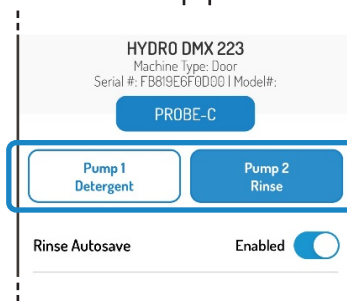 HYDRO DMX 223
Machine Type: Door
Serial #: FB819E6F0D00 | Model#:
PROBE-C
Pump 1 Pump 2
Detergent Rinse
Rinse Autosave Enabled